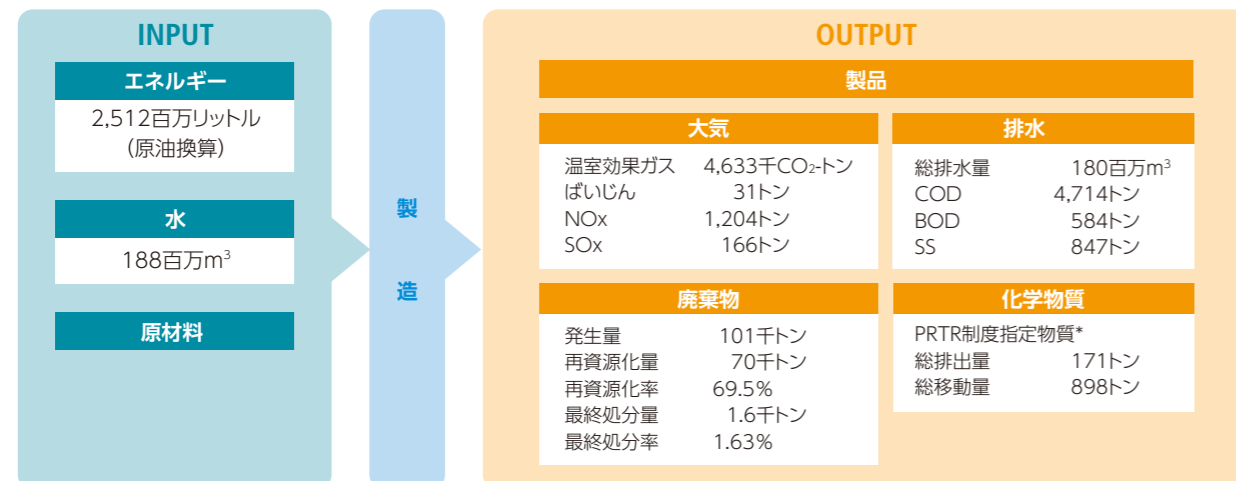 INPUT
エネルギー
2,512百万リットル
（原油換算）
水
188百万m³
原材料
製
造
OUTPUT
製品
大気
温室効果ガス 4,633千CO₂-トン
ばいじん 31トン
NOx 1,204トン
SOx 166トン
排水
総排水量 180百万m³
COD 4,714トン
BOD 584トン
SS 847トン
廃棄物
発生量 101千トン
再資源化量 70千トン
再資源化率 69.5%
最終処分量 1.6千トン
最終処分率 1.63%
化学物質
PRTR制度指定物質*
総排出量 171トン
総移動量 898トン